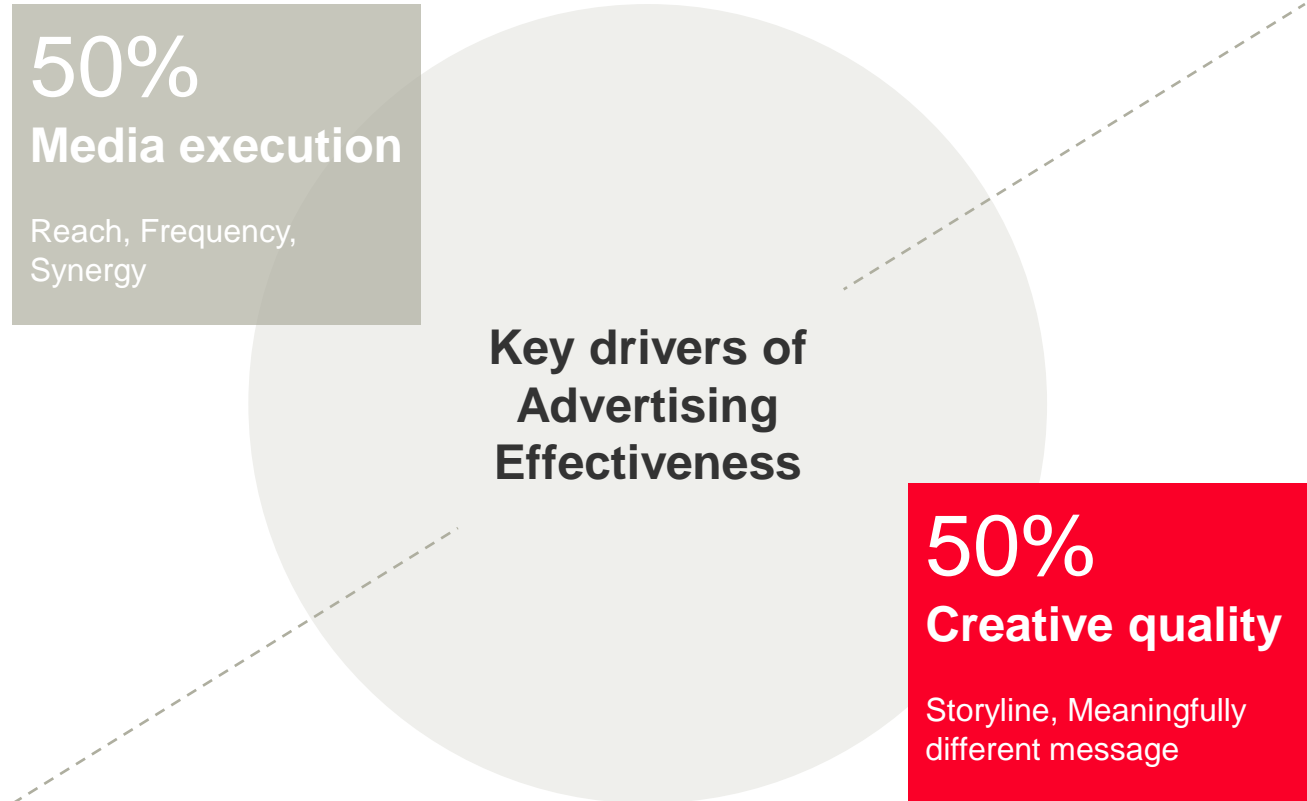 50%
Media execution
Reach, Frequency,
Synergy
Key drivers of
Advertising
Effectiveness
50%
Creative quality
Storyline, Meaningfully
different message